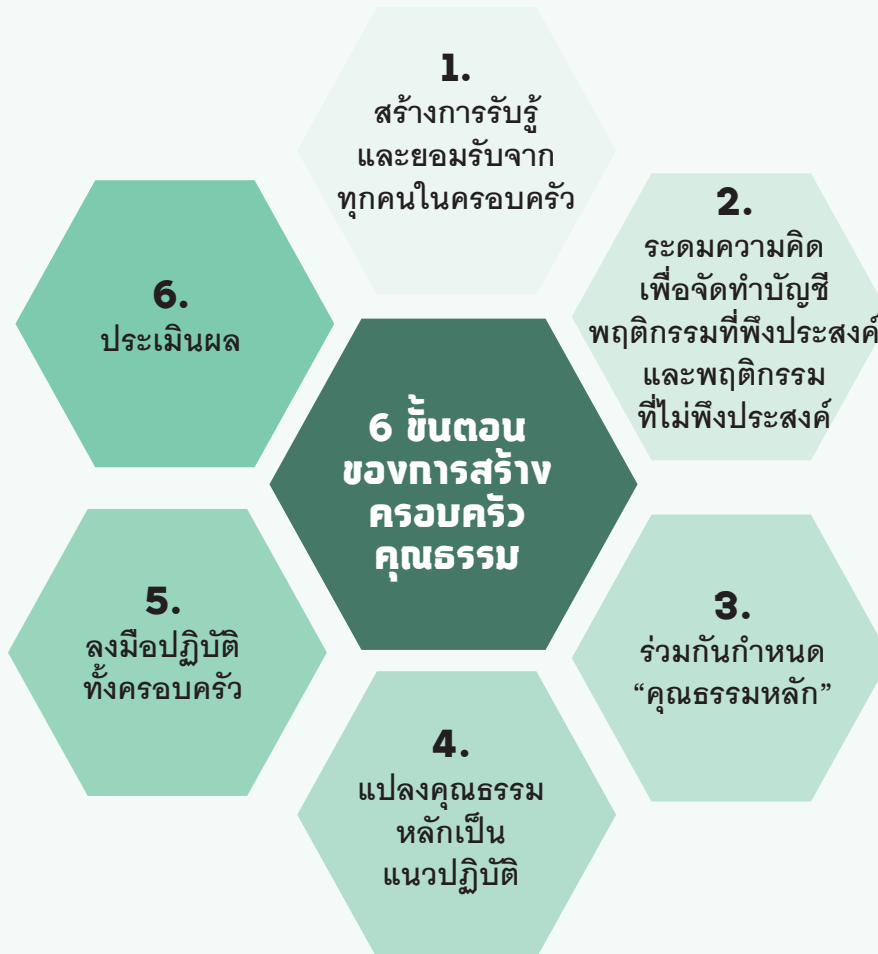 1.
สร้างการรับรู้
และยอมรับจาก
ทุกคนในครอบครัว
2.
ระดมความคิด
เพื่อจัดทำบัญชี
พฤติกรรมที่พึงประสงค์
และพฤติกรรม
ที่ไม่พึงประสงค์
6.
ประเมินผล
6 ขั้นตอน
ของการสร้าง
ครอบครัว
คุณธรรม
3.
ร่วมกันกำหนด
“คุณธรรมหลัก”
5.
ลงมือปฏิบัติ
ทั้งครอบครัว
4.
แปลงคุณธรรม
หลักเป็น
แนวปฏิบัติ